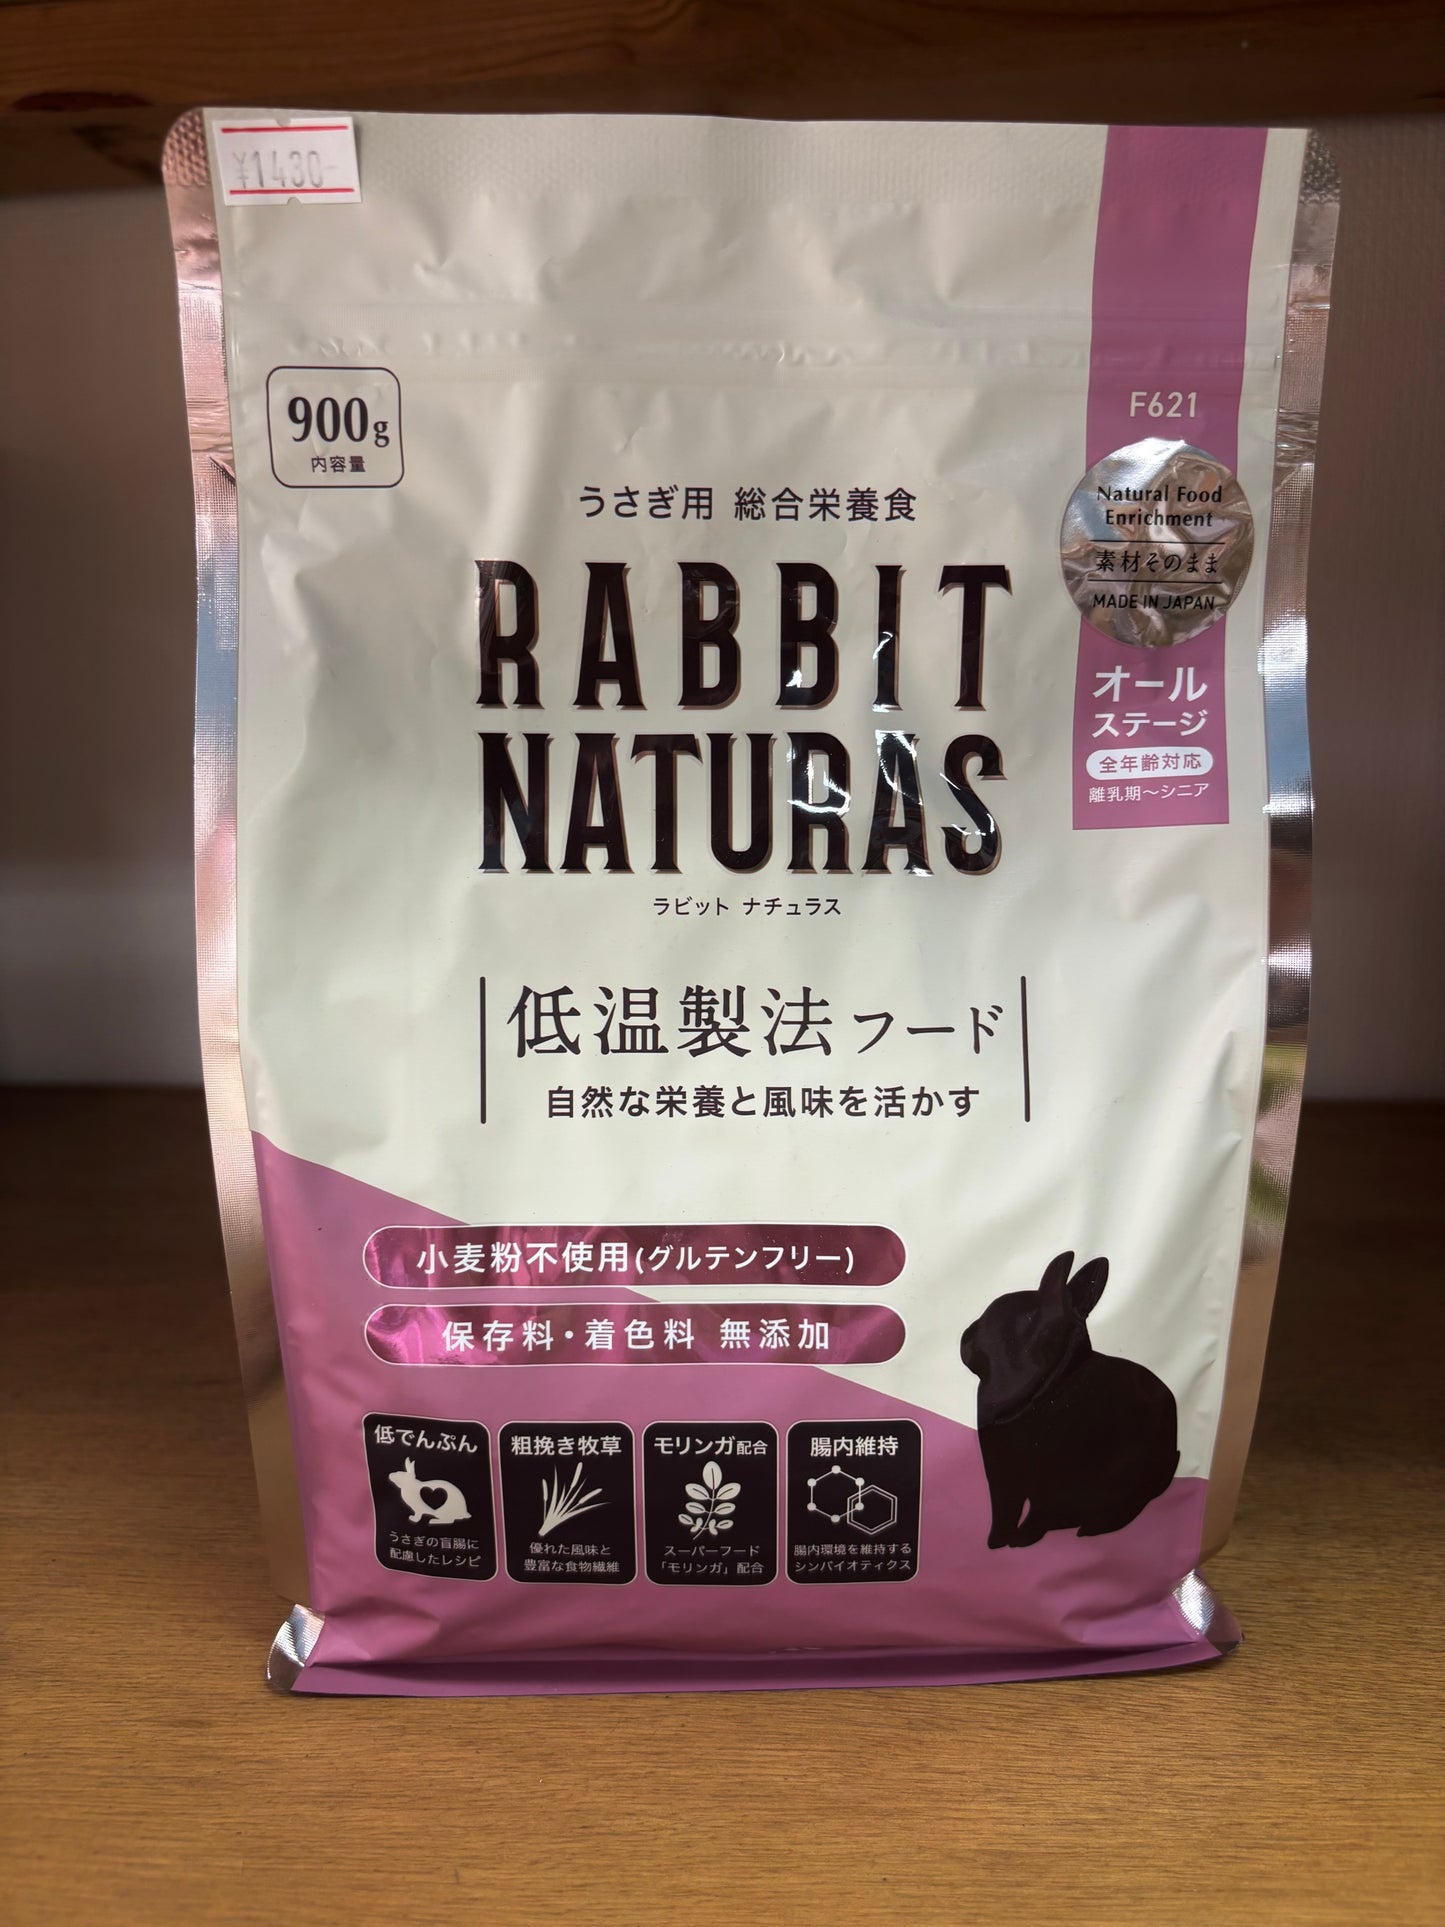 ¥1430-
900g
内容量
F621
うさぎ用 総合栄養食
Natural Food
Enrichment
素材そのまま
MADE IN JAPAN
RABBIT
NATURAS
ラビット ナチュラス
オール
ステージ
全年齢対応
離乳期〜シニア
低温製法フード
自然な栄養と風味を活かす
小麦粉不使用(グルテンフリー)
保存料・着色料 無添加
低でんぷん
うさぎの盲腸に
配慮したレシピ
粗挽き牧草
優れた風味と
豊富な食物繊維
モリンガ配合
スーパーフード
「モリンガ」配合
腸内維持
腸内環境を維持する
シンバイオティクス